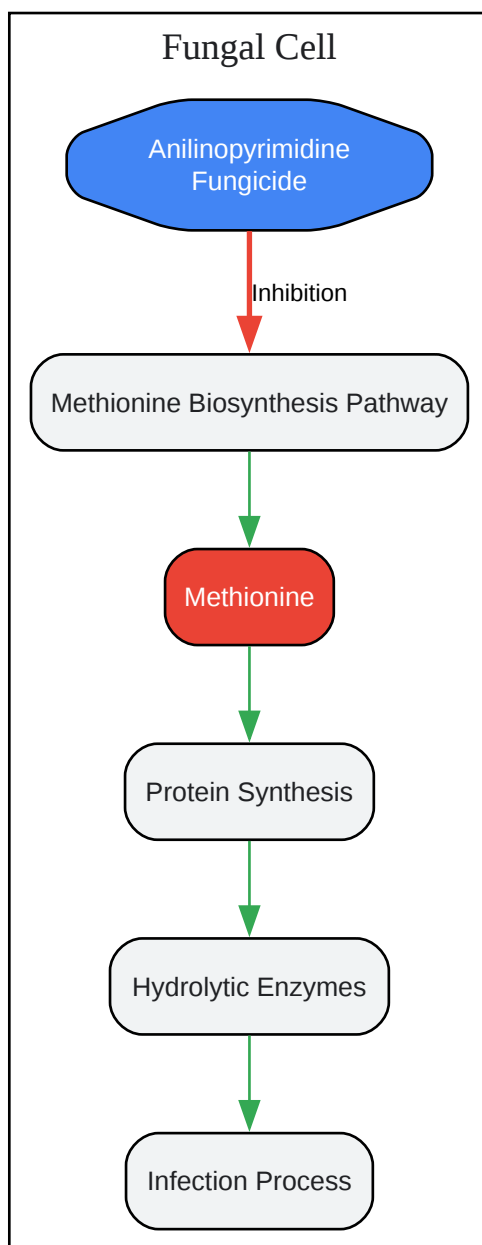 Fungal Cell
Anilinopyrimidine
Fungicide
Inhibition
Methionine Biosynthesis Pathway
Methionine
Protein Synthesis
Hydrolytic Enzymes
Infection Process